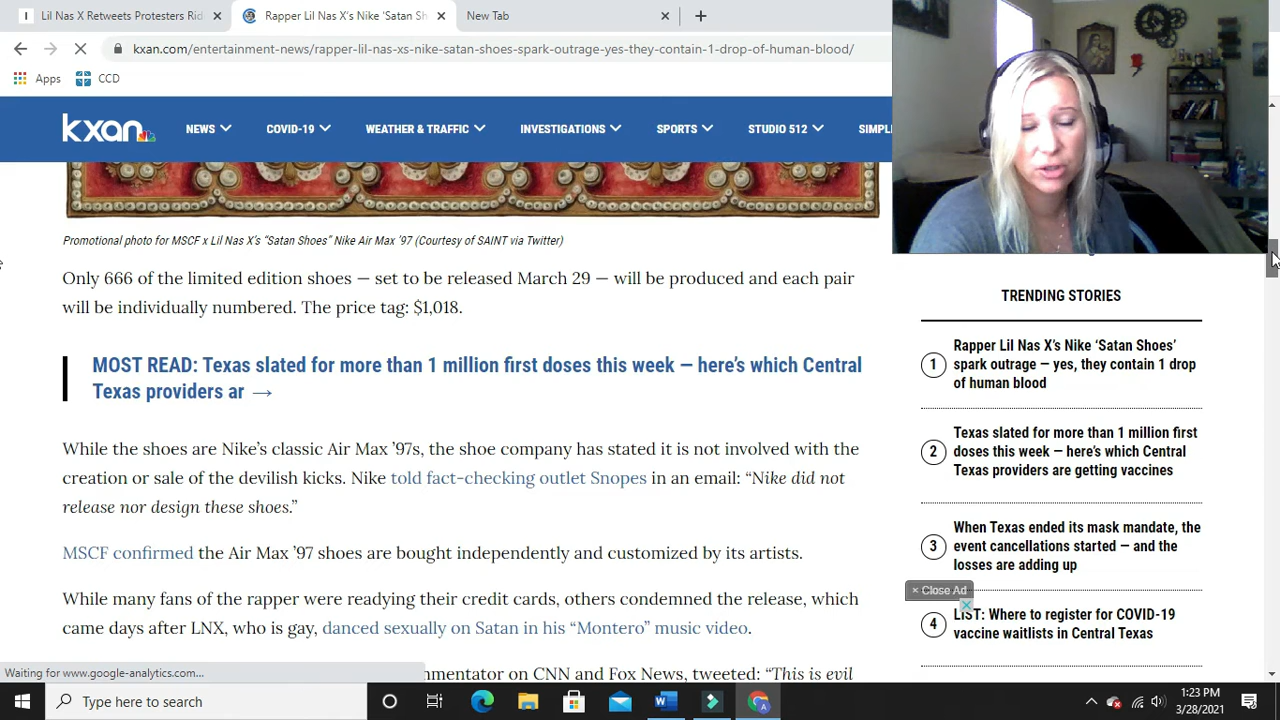 Lil Nas X Retweets Protesters Rid
Rapper Lil Nas X's Nike 'Satan Sh
New Tab
kxan.com/entertainment-news/rapper-lil-nas-xs-nike-satan-shoes-spark-outrage-yes-they-contain-1-drop-of-human-blood/
Apps
CCD
kxan
NEWS
COVID-19
WEATHER & TRAFFIC
INVESTIGATIONS
SPORTS
STUDIO 512
SIMPL
Promotional photo for MSCF x Lil Nas X's "Satan Shoes" Nike Air Max '97 (Courtesy of SAINT via Twitter)
Only 666 of the limited edition shoes — set to be released March 29 — will be produced and each pair
will be individually numbered. The price tag: $1,018.
MOST READ: Texas slated for more than 1 million first doses this week — here's which Central
Texas providers ar →
While the shoes are Nike's classic Air Max '97s, the shoe company has stated it is not involved with the
creation or sale of the devilish kicks. Nike told fact-checking outlet Snopes in an email: "Nike did not
release nor design these shoes."
MSCF confirmed the Air Max '97 shoes are bought independently and customized by its artists.
While many fans of the rapper were readying their credit cards, others condemned the release, which
came days after LNX, who is gay, danced sexually on Satan in his "Montero" music video.
mmentator on CNN and Fox News, tweeted: "This is evil
TRENDING STORIES
1
Rapper Lil Nas X's Nike 'Satan Shoes'
spark outrage — yes, they contain 1 drop
of human blood
2
Texas slated for more than 1 million first
doses this week — here's which Central
Texas providers are getting vaccines
3
When Texas ended its mask mandate, the
event cancellations started — and the
losses are adding up
× Close Ad
4
LIST: Where to register for COVID-19
vaccine waitlists in Central Texas
Waiting for www.google-analytics.com...
Type here to search
1:23 PM
3/28/2021